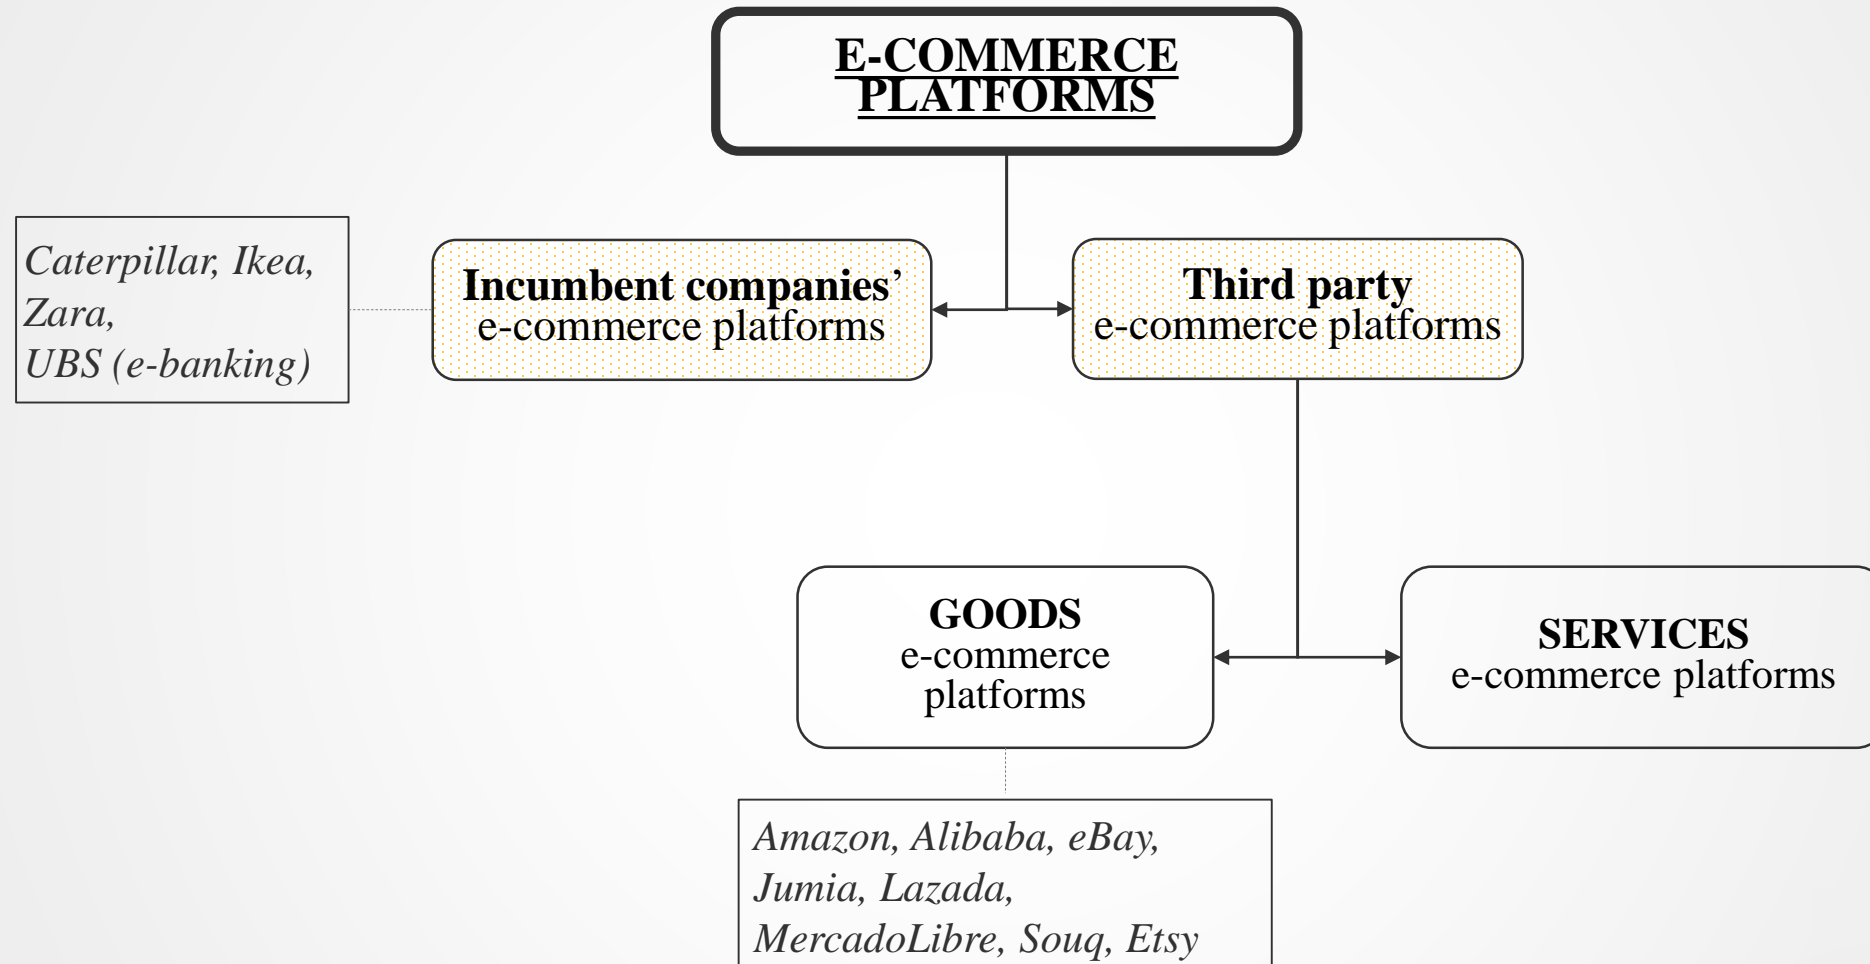 E-COMMERCE
PLATFORMS
Caterpillar, Ikea,
Zara,
UBS (e-banking)
Incumbent companies’
e-commerce platforms
Third party
e-commerce platforms
GOODS
e-commerce
platforms
SERVICES
e-commerce platforms
Amazon, Alibaba, eBay,
Jumia, Lazada,
MercadoLibre, Souq, Etsy